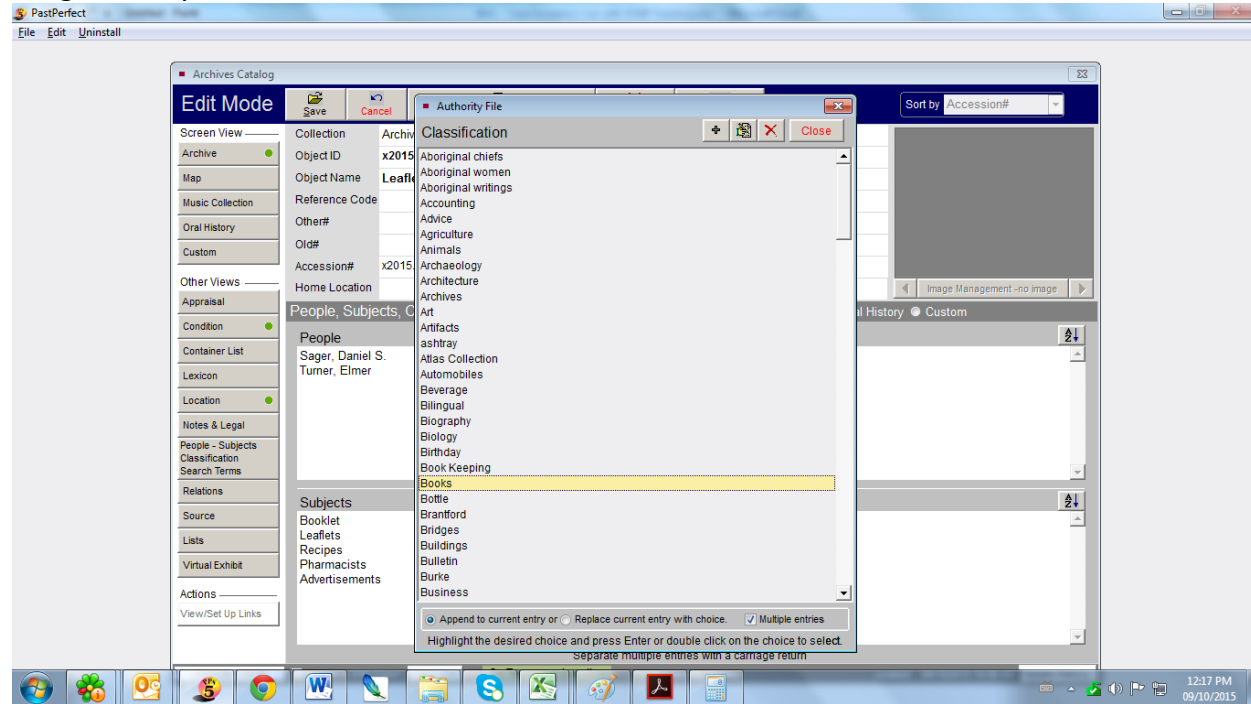 PastPerfect
File Edit Uninstall
Archives Catalog
Edit Mode
Save
Cancel
Sort by Accession#
Screen View
Archive
Map
Music Collection
Oral History
Custom
Other Views
Appraisal
Condition
Container List
Lexicon
Location
Notes & Legal
People - Subjects
Classification
Search Terms
Relations
Source
Lists
Virtual Exhibit
Actions
View/Set Up Links
Collection Archiv
Object ID x2015
Object Name Leafle
Reference Code
Other#
Old#
Accession# x2015.
Home Location
Image Management -no image
People, Subjects, C
al History Custom
People
Sager, Daniel S.
Turner, Elmer
Subjects
Booklet
Leaflets
Recipes
Pharmacists
Advertisements
Authority File
Classification
Close
Aboriginal chiefs
Aboriginal women
Aboriginal writings
Accounting
Advice
Agriculture
Animals
Archaeology
Architecture
Archives
Art
Artifacts
ashtray
Atlas Collection
Automobiles
Beverage
Bilingual
Biography
Biology
Birthday
Book Keeping
Books
Bottle
Brantford
Bridges
Buildings
Bulletin
Burke
Business
Append to current entry or Replace current entry with choice. Multiple entries
Highlight the desired choice and press Enter or double click on the choice to select.
Separate multiple entries with a carriage return
12:17 PM
09/10/2015